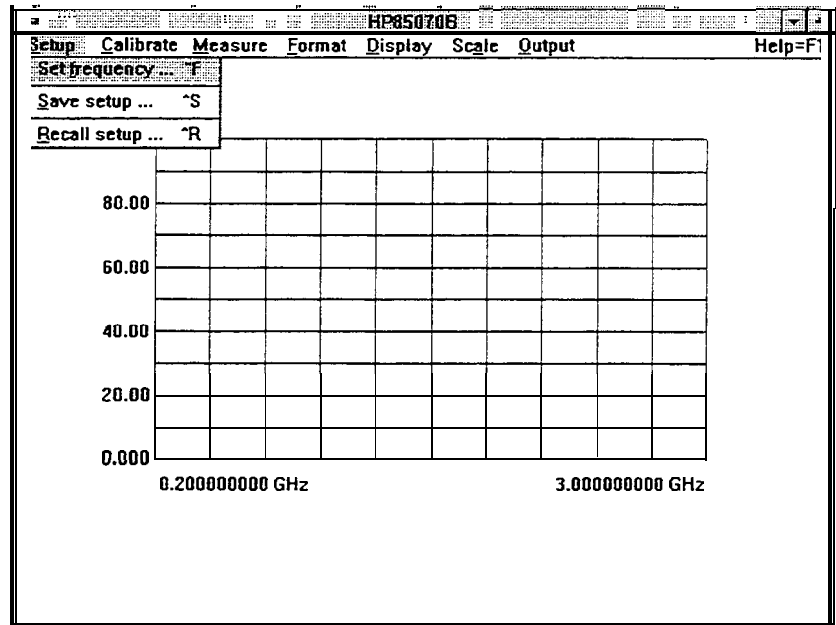 HP85070B
Setup Calibrate Measure Format Display Scale Output Help=F1
Set frequency ... ^F
Save setup ... ^S
Recall setup ... ^R
80.00
60.00
40.00
20.00
0.000
0.200000000 GHz 3.000000000 GHz